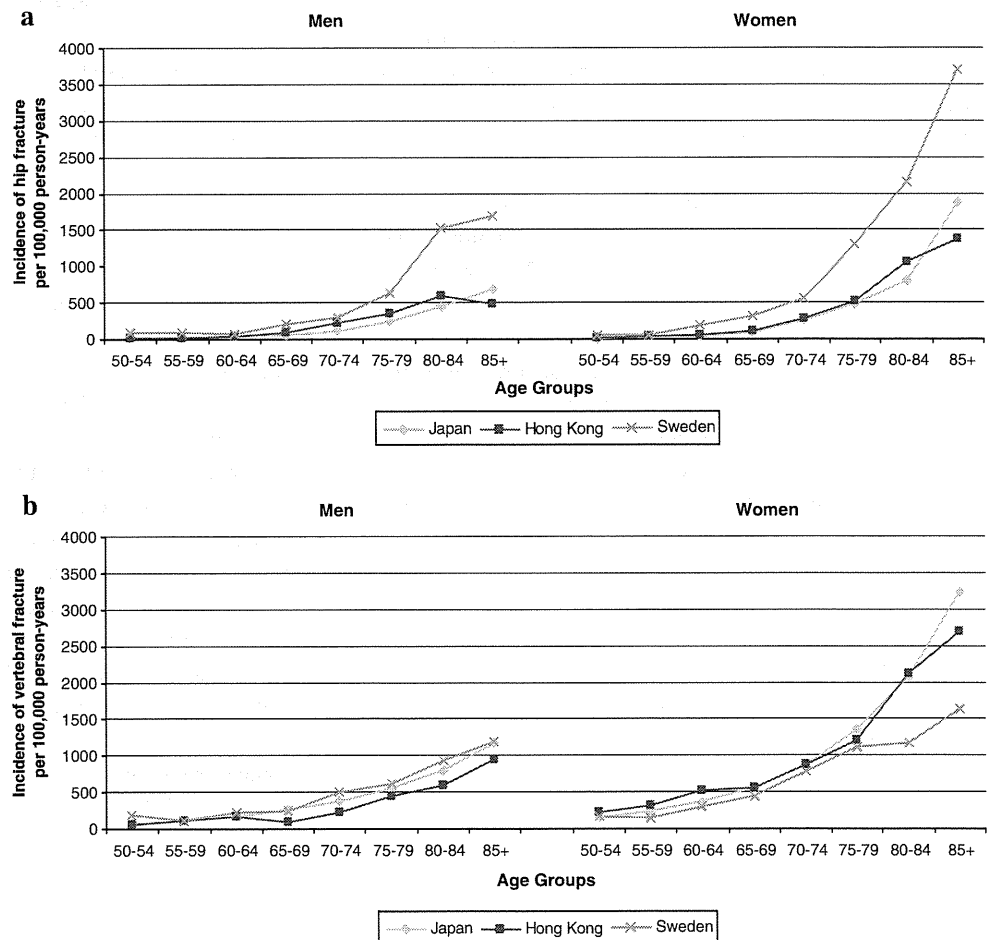 a
Men Women
Incidence of hip fracture
per 100,000 person-years
4000
3500
3000
2500
2000
1500
1000
500
0
50-54 55-59 60-64 65-69 70-74 75-79 80-84 85+ 50-54 55-59 60-64 65-69 70-74 75-79 80-84 85+
Age Groups
Japan Hong Kong Sweden
b
Men Women
Incidence of vertebral fracture
per 100,000 person-years
4000
3500
3000
2500
2000
1500
1000
500
0
50-54 55-59 60-64 65-69 70-74 75-79 80-84 85+ 50-54 55-59 60-64 65-69 70-74 75-79 80-84 85+
Age Groups
Japan Hong Kong Sweden